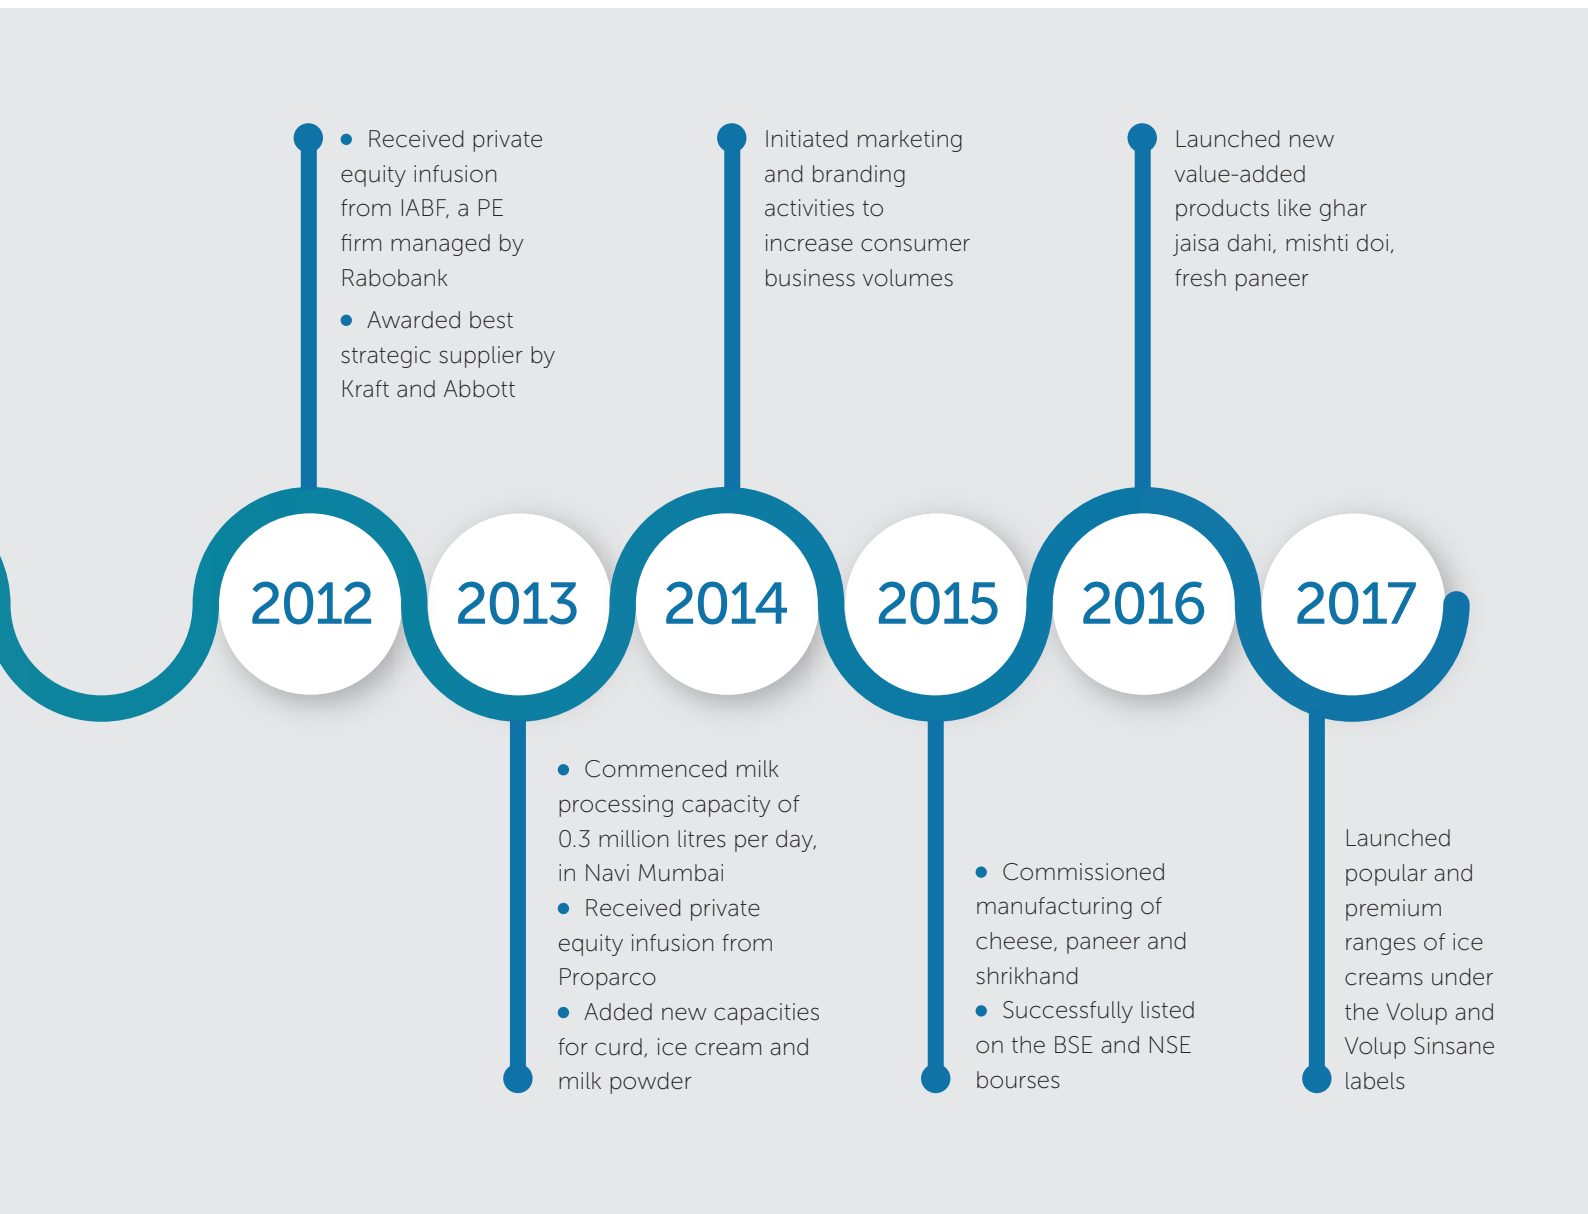 • Received private
equity infusion
from IABF, a PE
firm managed by
Rabobank
• Awarded best
strategic supplier by
Kraft and Abbott
Initiated marketing
and branding
activities to
increase consumer
business volumes
Launched new
value-added
products like ghar
jaisa dahi, mishti doi,
fresh paneer
2012
2013
2014
2015
2016
2017
• Commenced milk
processing capacity of
0.3 million litres per day,
in Navi Mumbai
• Received private
equity infusion from
Proparco
• Added new capacities
for curd, ice cream and
milk powder
• Commissioned
manufacturing of
cheese, paneer and
shrikhand
• Successfully listed
on the BSE and NSE
bourses
Launched
popular and
premium
ranges of ice
creams under
the Volup and
Volup Sinsane
labels